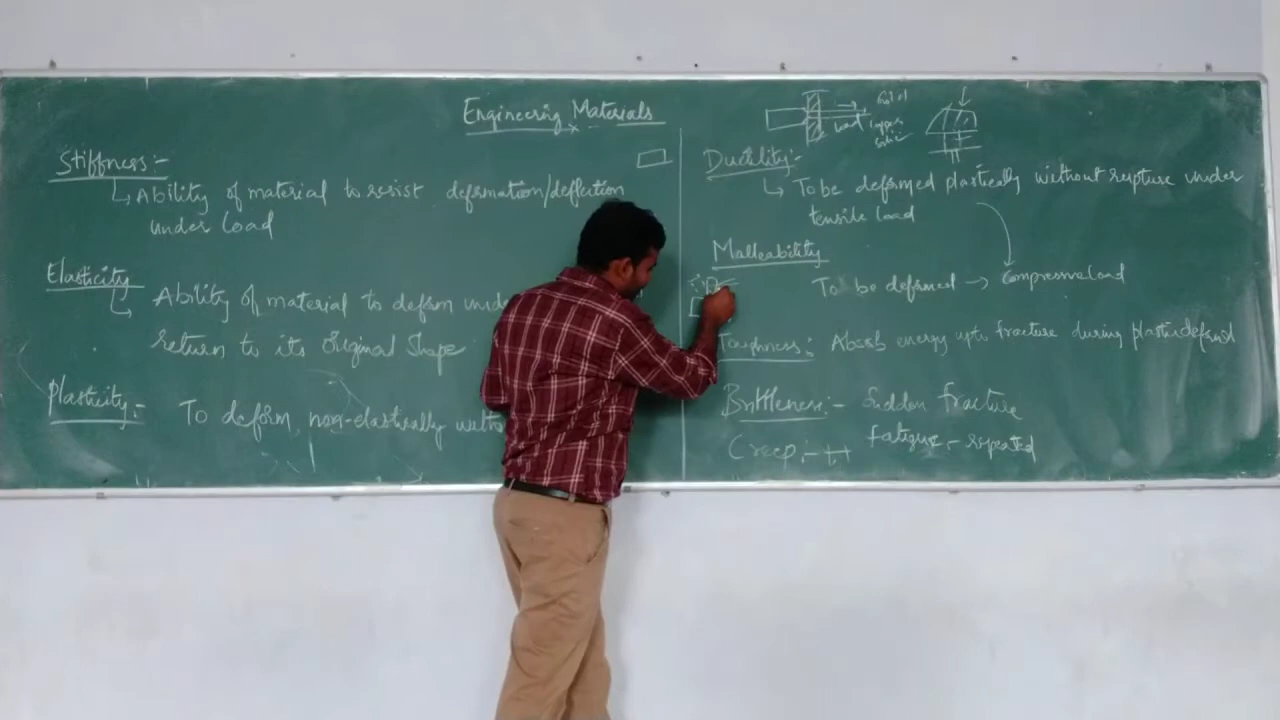 Engineering Materials
Stiffness:-
Ability of material to resist deformation/deflection
under load
Elasticity
Ability of material to deform unde
return to its original shape
Plasticity:-
To deform, non-elastically witho
load
Ductility:-
To be deformed plastically without rupture under
tensile load
Malleability
To be deformed → Compressive load
Toughness: Absorb energy upto fracture during plastic
Brittleness:- Sudden fracture
Creep:- Fatigue - repeated